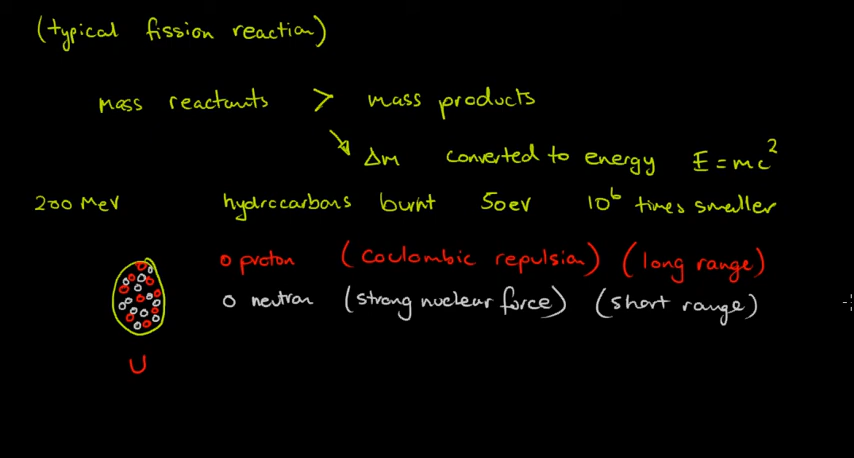 (typical fission reaction)
mass reactants > mass products
Δm converted to energy E = mc²
200 MeV hydrocarbons burnt 50ev 10⁶ times smaller
proton (Coulombic repulsion) (long range)
neutron (strong nuclear force) (short range)
U